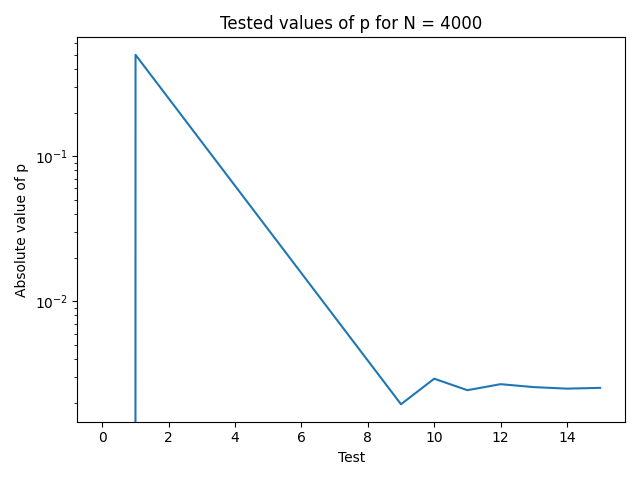 Tested values of p for N = 4000
Absolute value of p
10⁻¹
10⁻²
0 2 4 6 8 10 12 14
Test